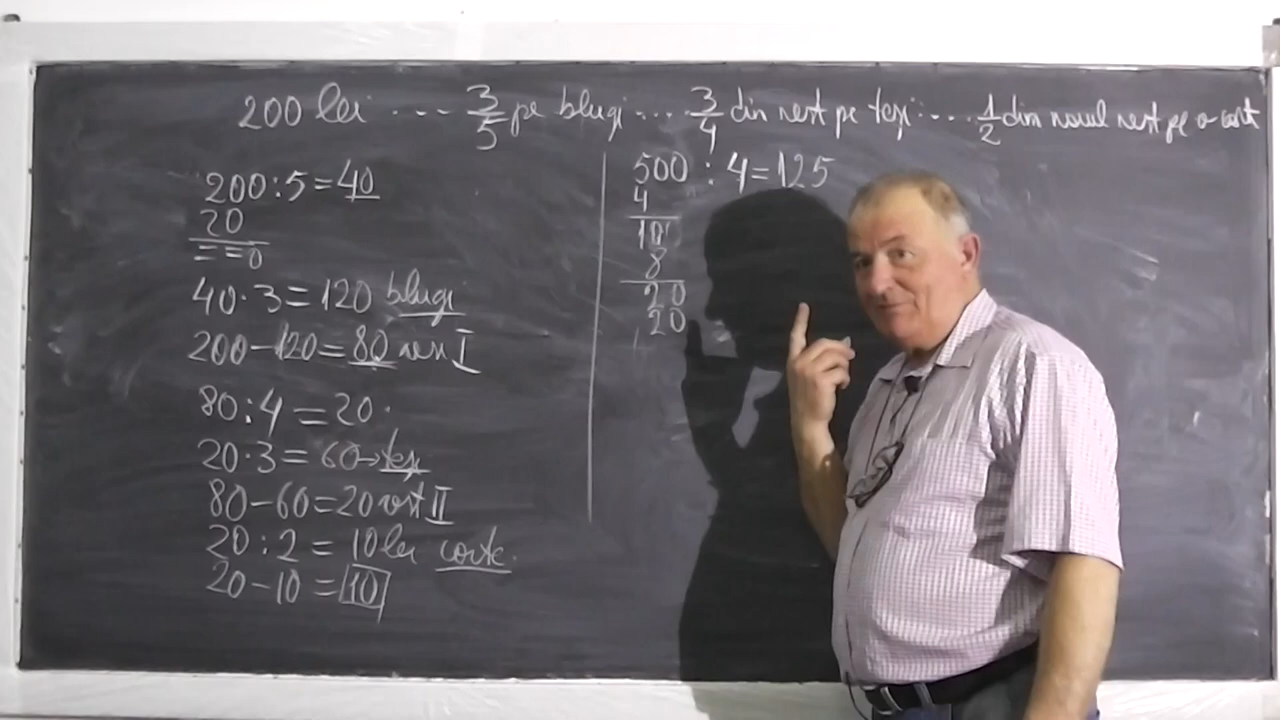 200 lei .... 3/5 pe blugi .... 3/4 din rest pe teși .... 1/2 din noul rest pe o carte
200:5=40
20
==0
40·3=120 blugi
200-120=80 rest I
80:4=20.
20·3=60→teși
80-60=20 rest II
20:2=10 lei carte.
20-10=10
500:4=125
4
10
8
20
20